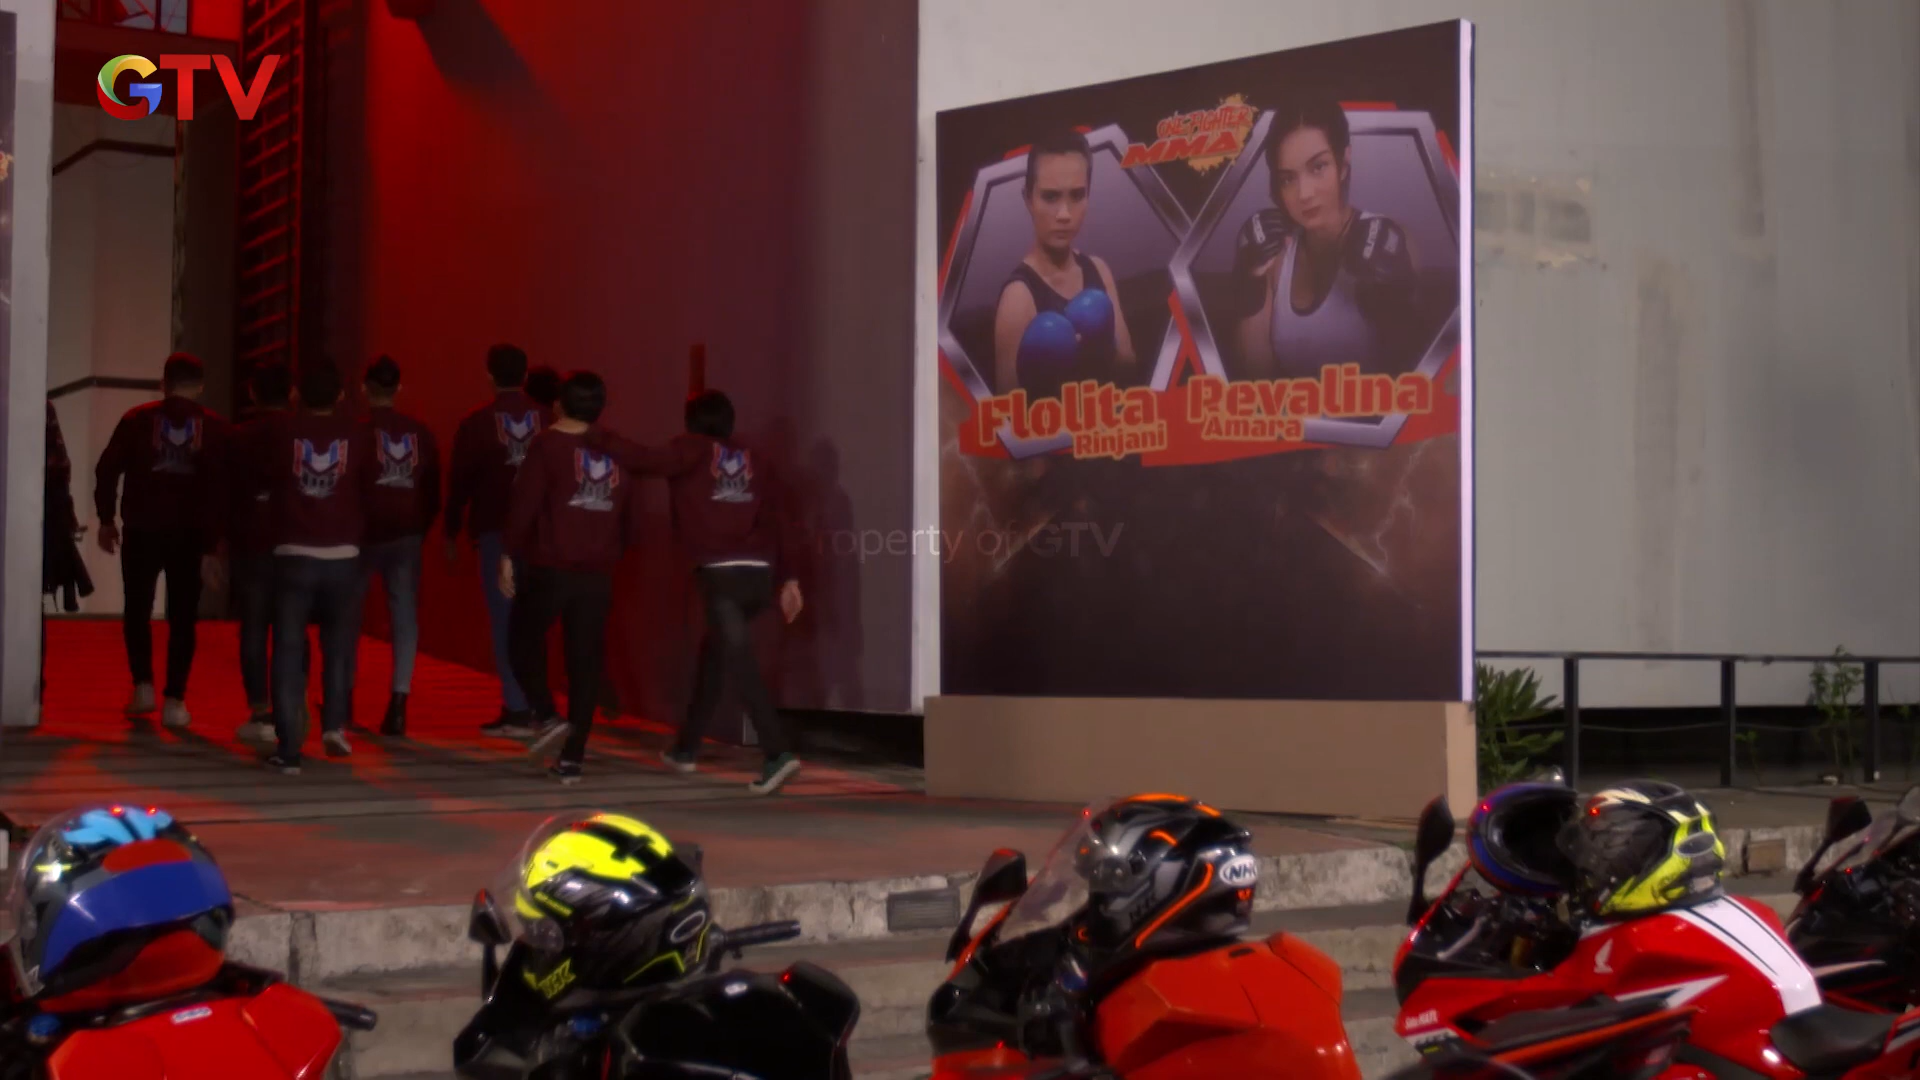 GTV
ONE FIGHTER
MMA
Flolita
Rinjani
Revalina
Amara
Property of GTV
NHK